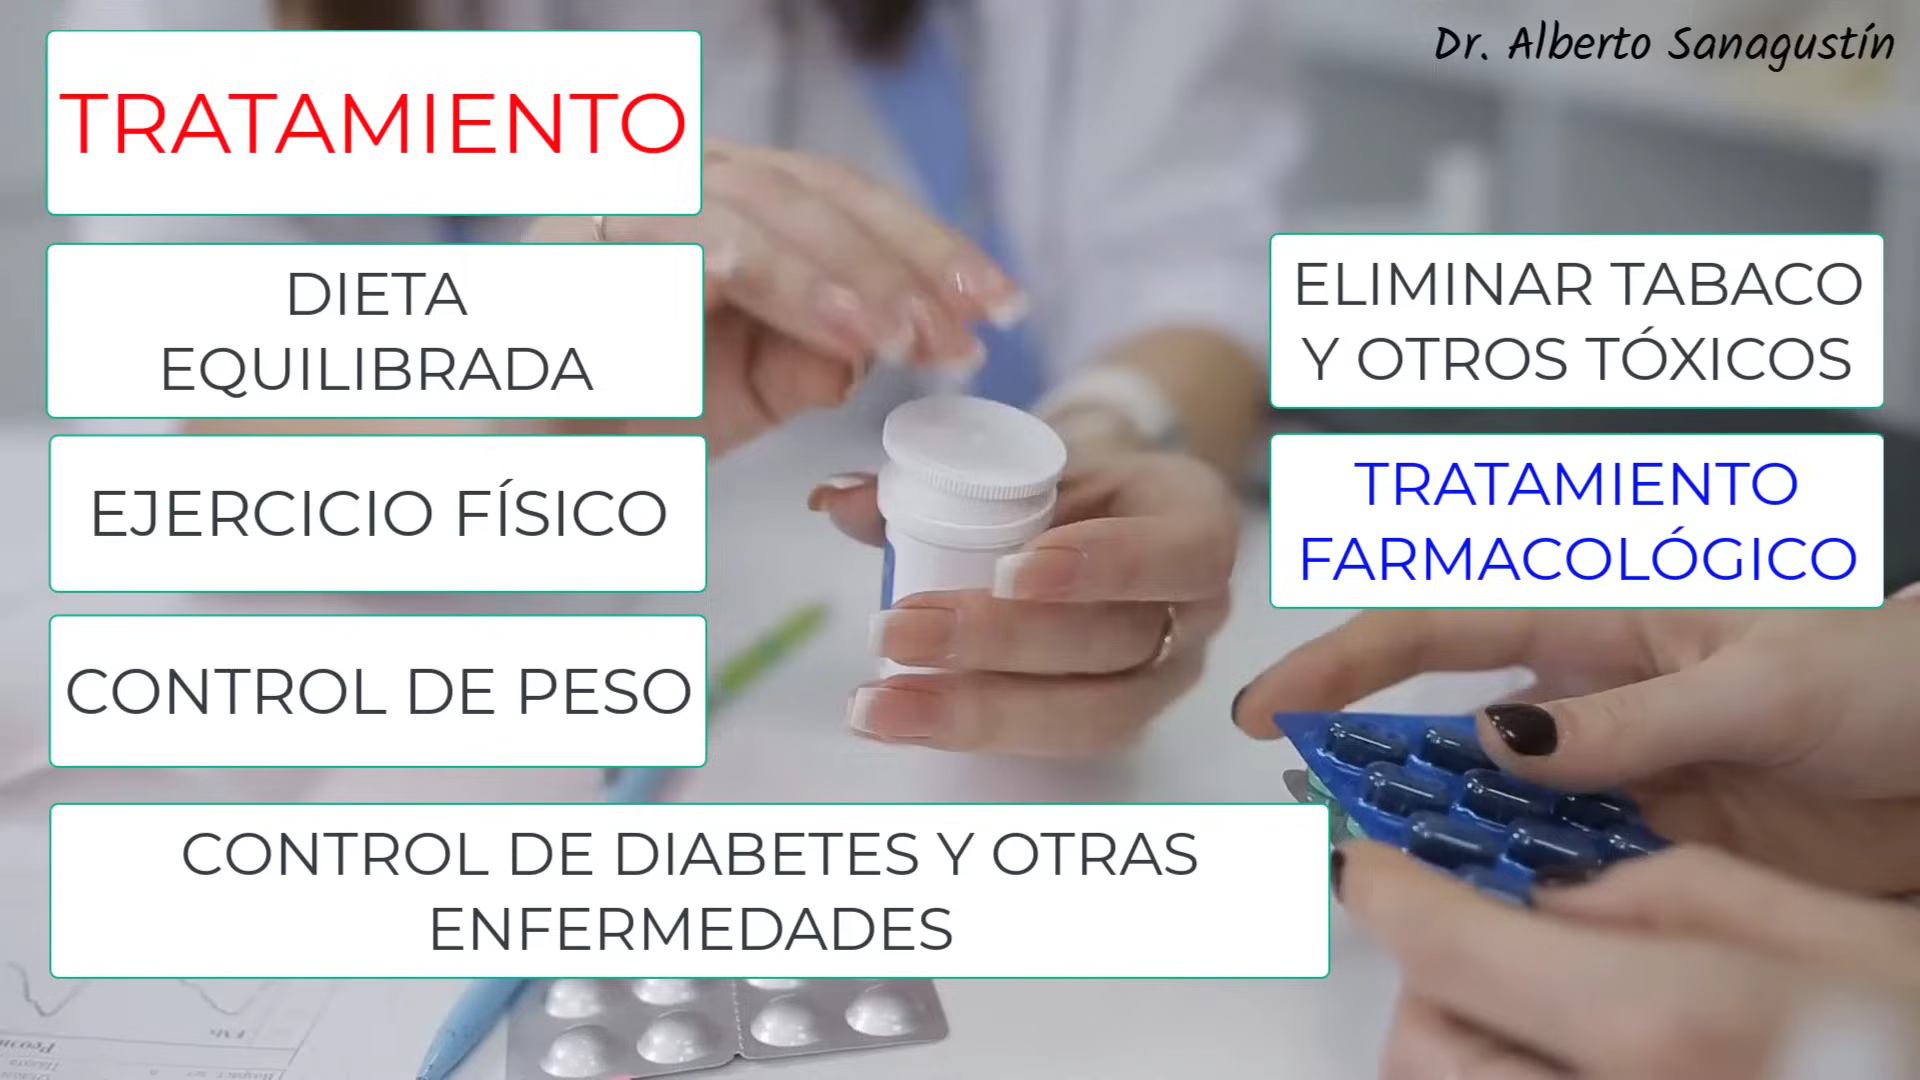 Dr. Alberto Sanagustín
TRATAMIENTO
DIETA
EQUILIBRADA
EJERCICIO FÍSICO
CONTROL DE PESO
CONTROL DE DIABETES Y OTRAS
ENFERMEDADES
ELIMINAR TABACO
Y OTROS TÓXICOS
TRATAMIENTO
FARMACOLÓGICO